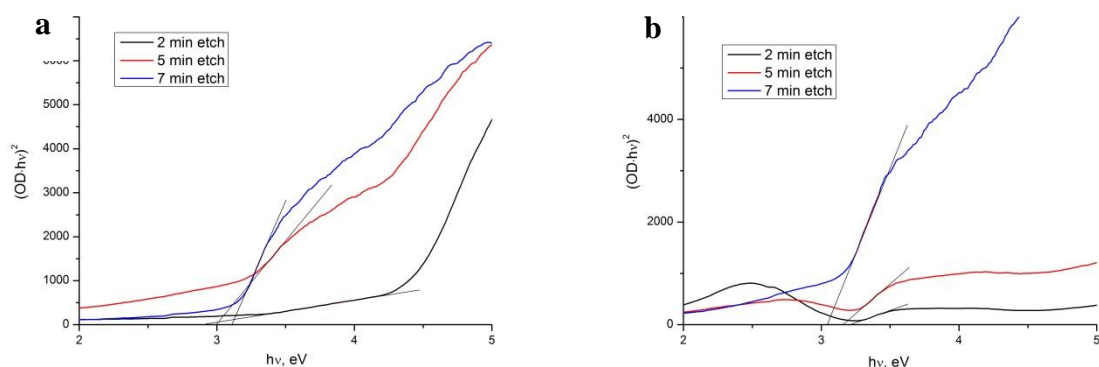 a
2 min etch
5 min etch
7 min etch
(OD·hν)²
5000
4000
3000
2000
1000
0
2
3
4
5
hν, eV
b
2 min etch
5 min etch
7 min etch
(OD·hν)²
4000
2000
0
2
3
4
5
hν, eV